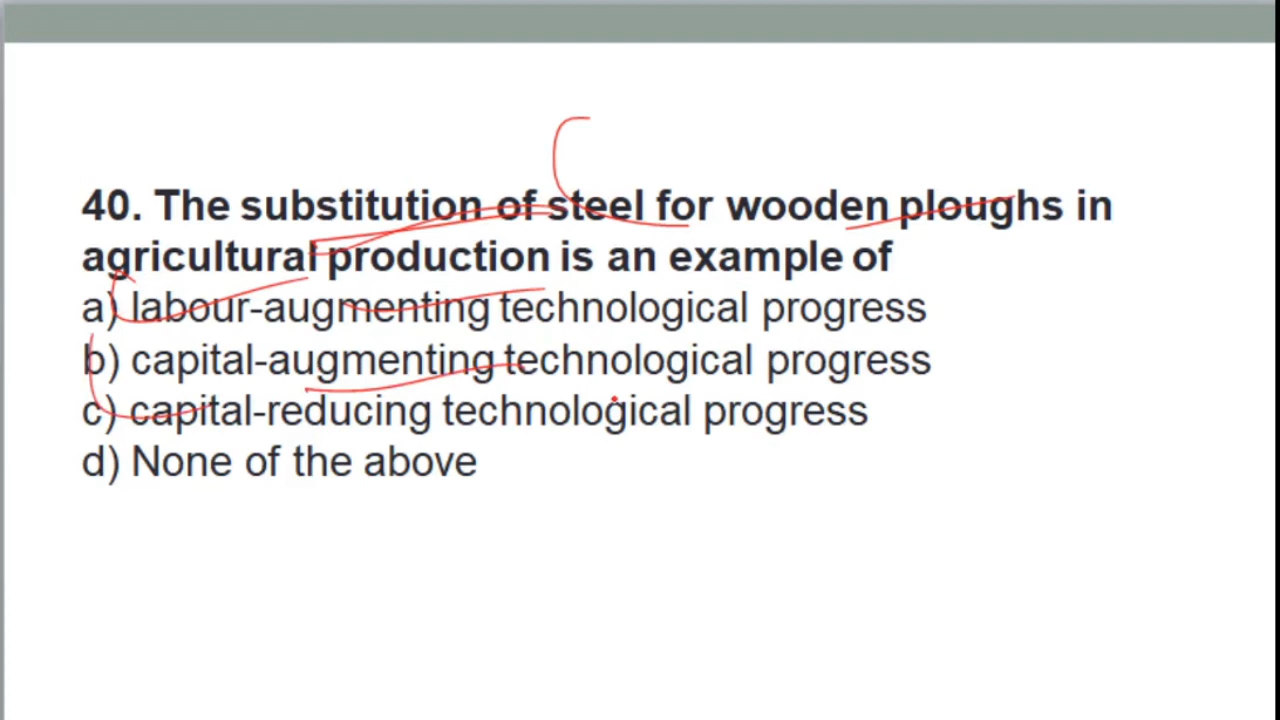 40. The substitution of steel for wooden ploughs in
agricultural production is an example of
a) labour-augmenting technological progress
b) capital-augmenting technological progress
c) capital-reducing technological progress
d) None of the above